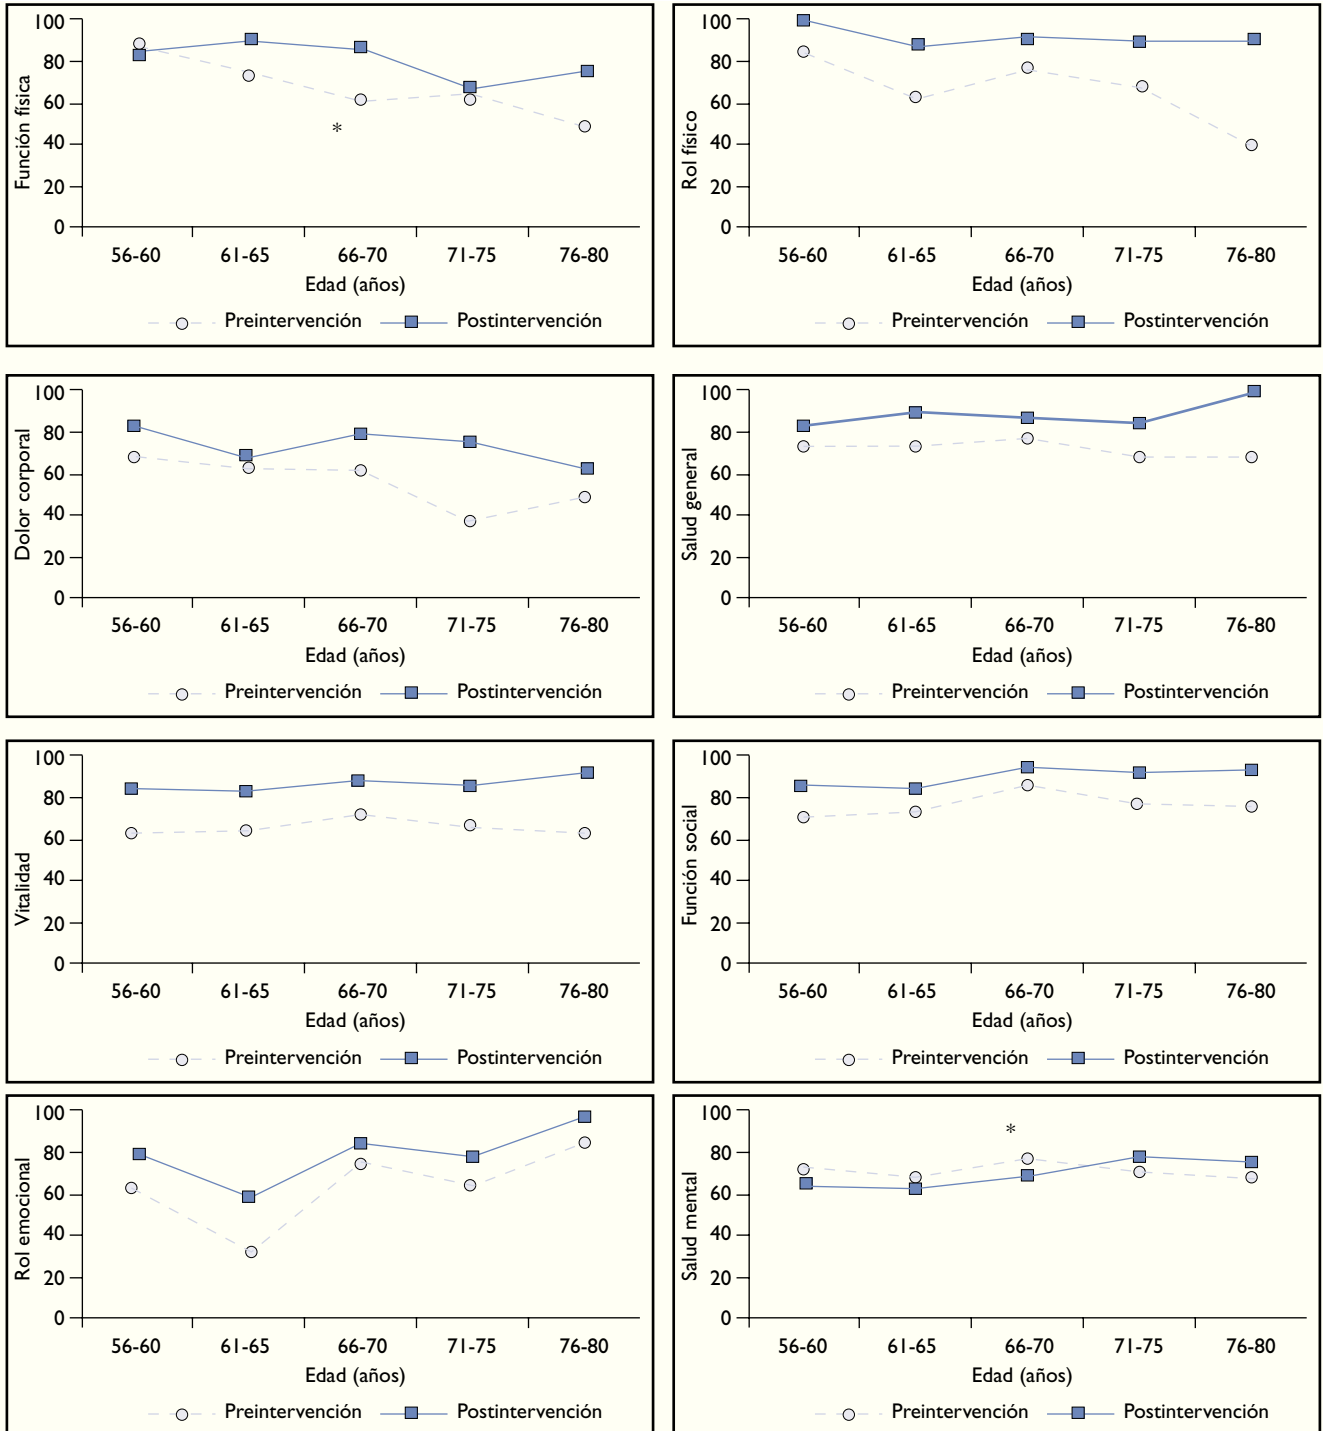 Función física
100
80
60
40
20
0
*
56-60 61-65 66-70 71-75 76-80
Edad (años)
Preintervención Postintervención
Rol físico
100
80
60
40
20
0
56-60 61-65 66-70 71-75 76-80
Edad (años)
Preintervención Postintervención
Dolor corporal
100
80
60
40
20
0
56-60 61-65 66-70 71-75 76-80
Edad (años)
Preintervención Postintervención
Salud general
100
80
60
40
20
0
56-60 61-65 66-70 71-75 76-80
Edad (años)
Preintervención Postintervención
Vitalidad
100
80
60
40
20
0
56-60 61-65 66-70 71-75 76-80
Edad (años)
Preintervención Postintervención
Función social
100
80
60
40
20
0
56-60 61-65 66-70 71-75 76-80
Edad (años)
Preintervención Postintervención
Rol emocional
100
80
60
40
20
0
56-60 61-65 66-70 71-75 76-80
Edad (años)
Preintervención Postintervención
Salud mental
100
80
60
40
20
0
*
56-60 61-65 66-70 71-75 76-80
Edad (años)
Preintervención Postintervención